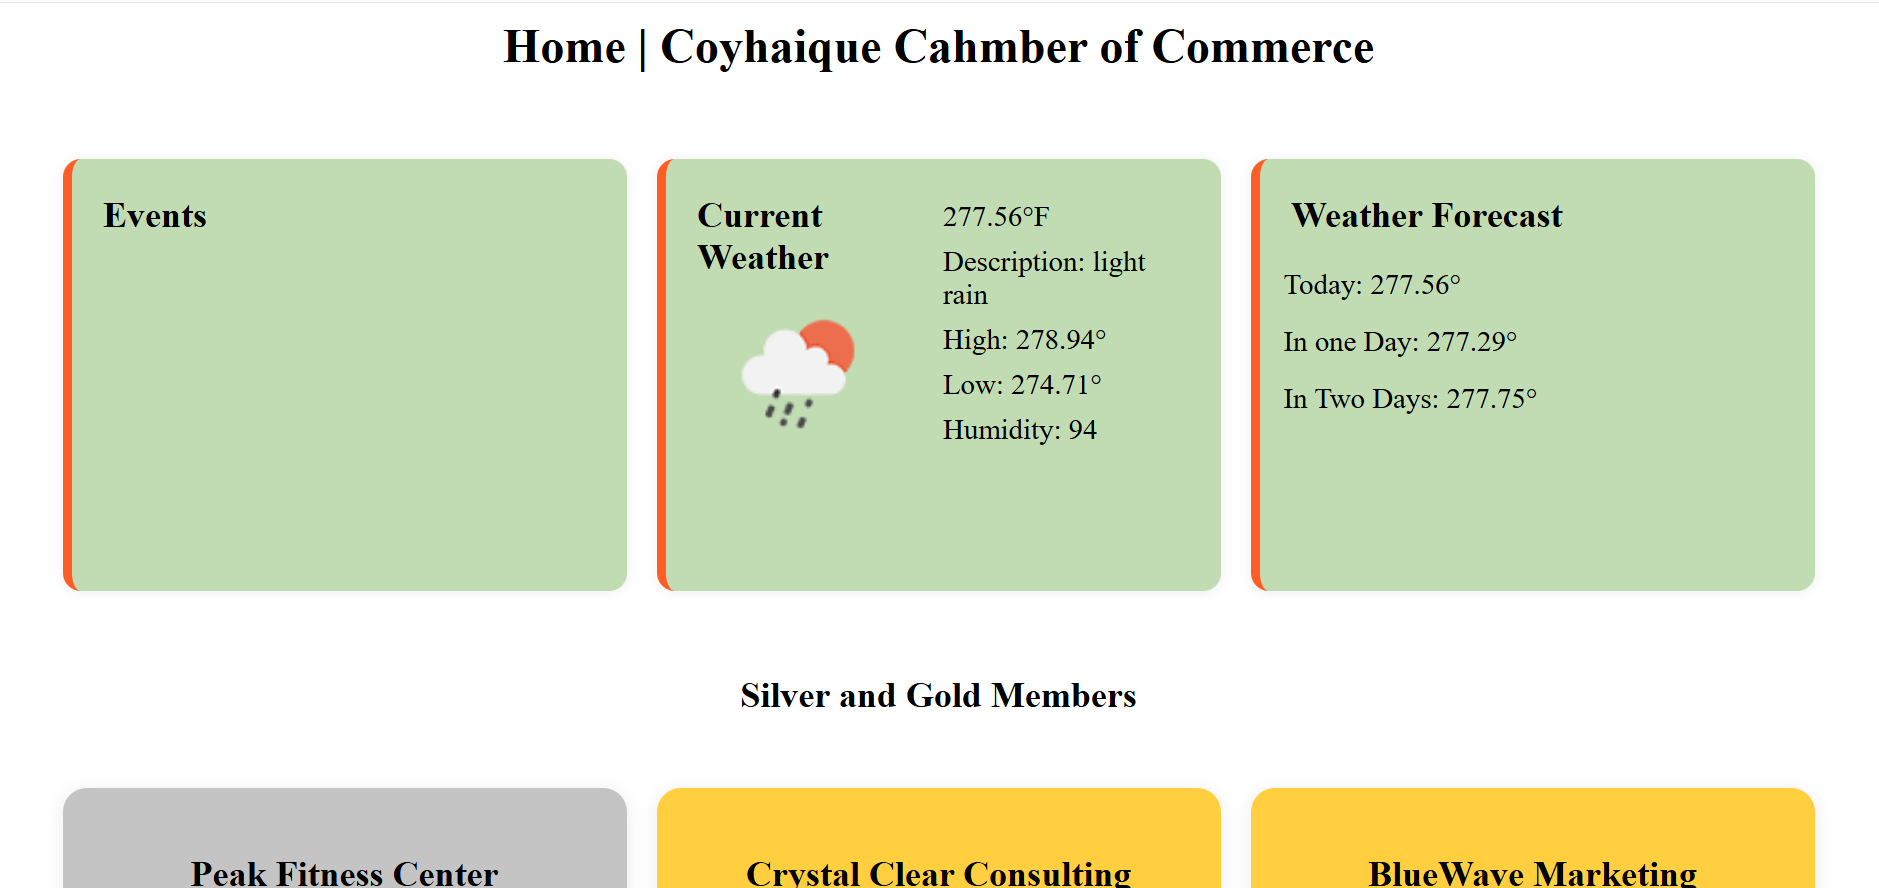 Home | Coyhaique Cahmber of Commerce
Events
Current
Weather
277.56°F
Description: light
rain
High: 278.94°
Low: 274.71°
Humidity: 94
Weather Forecast
Today: 277.56°
In one Day: 277.29°
In Two Days: 277.75°
Silver and Gold Members
Peak Fitness Center
Crystal Clear Consulting
BlueWave Marketing